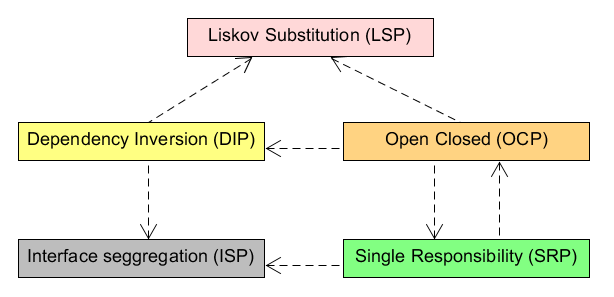 Liskov Substitution (LSP)
Dependency Inversion (DIP)
Open Closed (OCP)
Interface seggregation (ISP)
Single Responsibility (SRP)